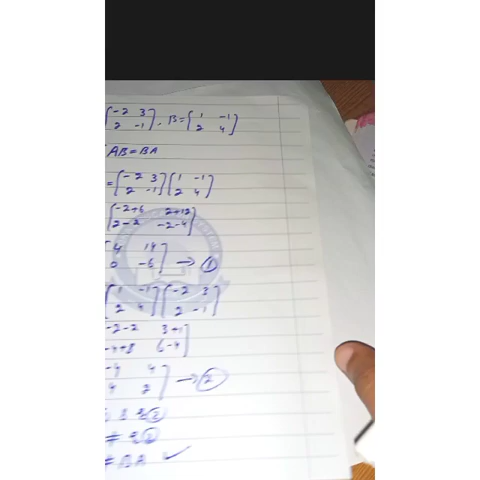 [-2 3
2 -1], B = [1 -1
2 4]
AB = BA
= [-2 3
2 -1] [1 -1
2 4]
[-2+6 2+12
2-2 -2-4]
4 14
0 -6] → ①
[1 -1
2 4] [-2 3
2 -1]
-2-2 3+1
-4+8 6-4]
-4 4
4 2] → ②
②
≠ ②
≠ BA ✓